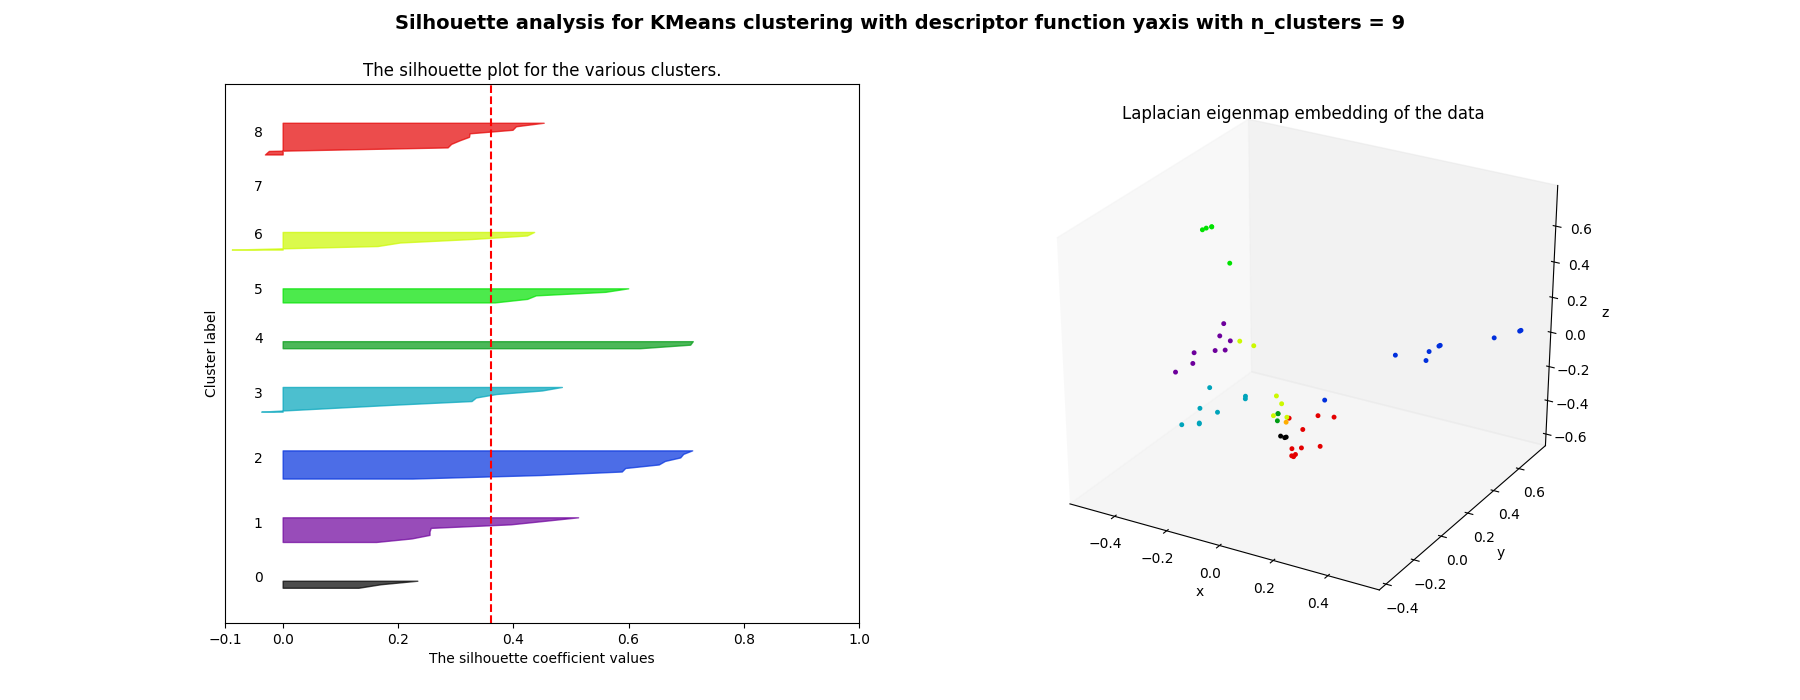 Silhouette analysis for KMeans clustering with descriptor function yaxis with n_clusters = 9
The silhouette plot for the various clusters.
8
7
6
5
4
3
2
1
0
Cluster label
−0.1 0.0 0.2 0.4 0.6 0.8 1.0
The silhouette coefficient values
Laplacian eigenmap embedding of the data
0.6
0.4
0.2
0.0
−0.2
−0.4
−0.6
z
−0.4 −0.2 0.0 0.2 0.4
x
0.6
0.4
0.2
0.0
−0.2
−0.4
y